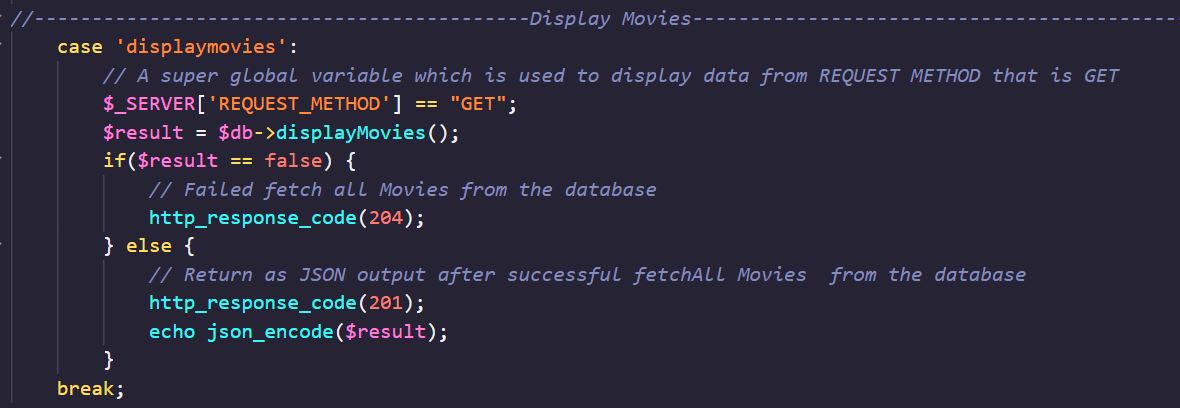 //-------------------------------------------Display Movies------------------------------------------
case 'displaymovies':
// A super global variable which is used to display data from REQUEST METHOD that is GET
$_SERVER['REQUEST_METHOD'] == "GET";
$result = $db->displayMovies();
if($result == false) {
// Failed fetch all Movies from the database
http_response_code(204);
} else {
// Return as JSON output after successful fetchAll Movies  from the database
http_response_code(201);
echo json_encode($result);
}
break;